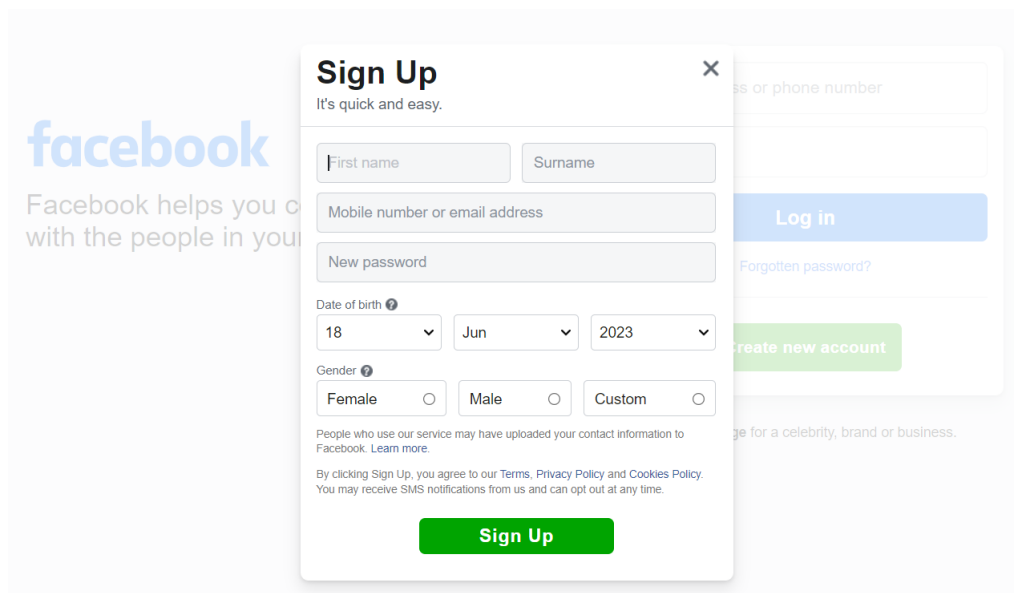 Sign Up
It's quick and easy.
First name
Surname
Mobile number or email address
New password
Date of birth
18
Jun
2023
Gender
Female
Male
Custom
People who use our service may have uploaded your contact information to
Facebook. Learn more.
By clicking Sign Up, you agree to our Terms, Privacy Policy and Cookies Policy.
You may receive SMS notifications from us and can opt out at any time.
Sign Up
facebook
Facebook helps you
with the people in your
or phone number
Log in
Forgotten password?
Create new account
for a celebrity, brand or business.